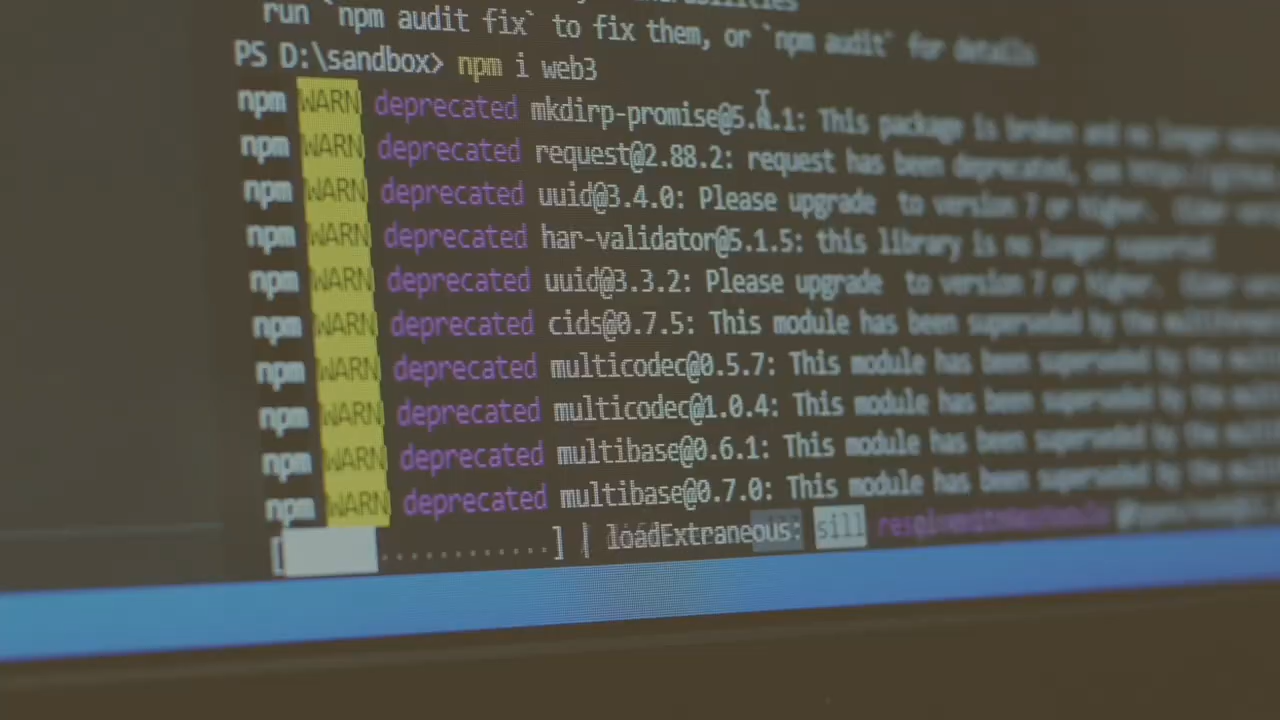 run `npm audit fix` to fix them, or `npm audit` for details
PS D:\sandbox> npm i web3
npm WARN deprecated mkdirp-promise@5.0.1: This package is broken and no longer
npm WARN deprecated request@2.88.2: request has been deprecated, see
npm WARN deprecated uuid@3.4.0: Please upgrade  to version 7 or higher.  Older
npm WARN deprecated har-validator@5.1.5: this library is no longer supported
npm WARN deprecated uuid@3.3.2: Please upgrade  to version 7 or higher.  Older
npm WARN deprecated cids@0.7.5: This module has been superseded by the
npm WARN deprecated multicodec@0.5.7: This module has been superseded by the
npm WARN deprecated multicodec@1.0.4: This module has been superseded by the
npm WARN deprecated multibase@0.6.1: This module has been superseded by the
npm WARN deprecated multibase@0.7.0: This module has been superseded by the
[............] | loadExtraneous: sill